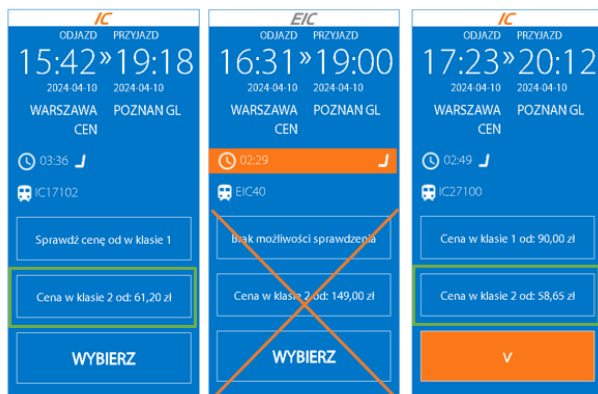 IC
ODJAZD PRZYJAZD
15:42»19:18
2024-04-10 2024-04-10
WARSZAWA CEN
POZNAN GL
03:36
IC17102
Sprawdź cenę od w klasie 1
Cena w klasie 2 od: 61,20 zł
WYBIERZ
EIC
ODJAZD PRZYJAZD
16:31»19:00
2024-04-10 2024-04-10
WARSZAWA CEN
POZNAN GL
02:29
EIC40
Brak możliwości sprawdzenia
Cena w klasie 2 od: 149,00 zł
WYBIERZ
IC
ODJAZD PRZYJAZD
17:23»20:12
2024-04-10 2024-04-10
WARSZAWA CEN
POZNAN GL
02:49
IC27100
Cena w klasie 1 od: 90,00 zł
Cena w klasie 2 od: 58,65 zł
V